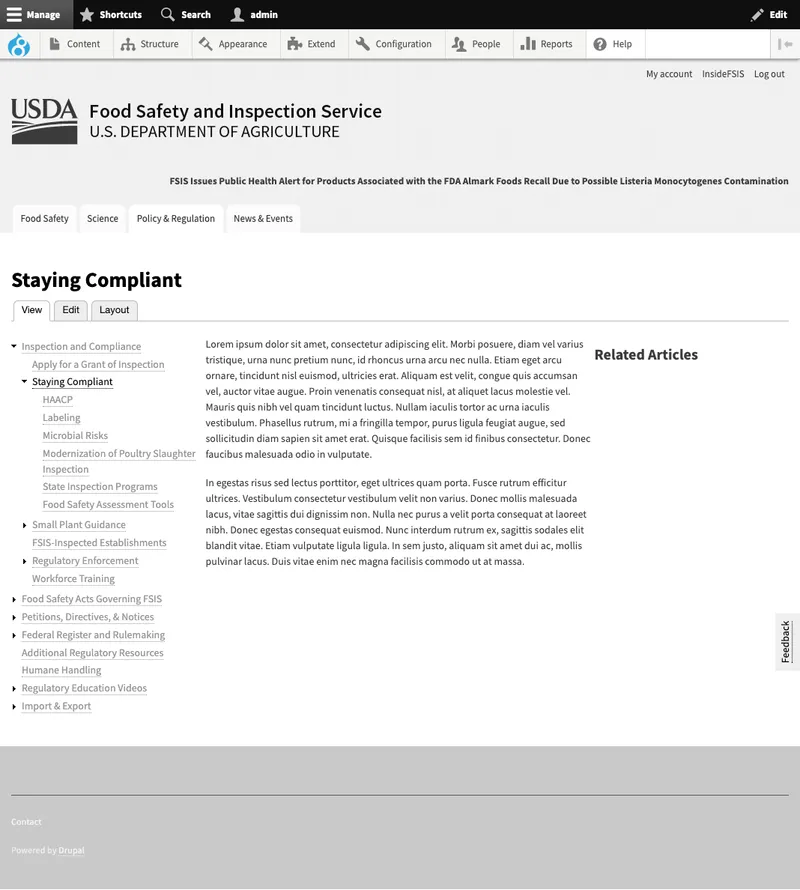 Manage Shortcuts Search admin Edit
Content Structure Appearance Extend Configuration People Reports Help
My account InsideFSIS Log out
USDA
Food Safety and Inspection Service
U.S. DEPARTMENT OF AGRICULTURE
FSIS Issues Public Health Alert for Products Associated with the FDA Almark Foods Recall Due to Possible Listeria Monocytogenes Contamination
Food Safety Science Policy & Regulation News & Events
Staying Compliant
View Edit Layout
Inspection and Compliance
Apply for a Grant of Inspection
Staying Compliant
HAACP
Labeling
Microbial Risks
Modernization of Poultry Slaughter
Inspection
State Inspection Programs
Food Safety Assessment Tools
Small Plant Guidance
FSIS-Inspected Establishments
Regulatory Enforcement
Workforce Training
Food Safety Acts Governing FSIS
Petitions, Directives, & Notices
Federal Register and Rulemaking
Additional Regulatory Resources
Humane Handling
Regulatory Education Videos
Import & Export
Lorem ipsum dolor sit amet, consectetur adipiscing elit. Morbi posuere, diam vel varius
tristique, urna nunc pretium nunc, id rhoncus urna arcu nec nulla. Etiam eget arcu
ornare, tincidunt nisl euismod, ultricies erat. Aliquam est velit, congue quis accumsan
vel, auctor vitae augue. Proin venenatis consequat nisl, at aliquet lacus molestie vel.
Mauris quis nibh vel quam tincidunt luctus. Nullam iaculis tortor ac urna iaculis
vestibulum. Phasellus rutrum, mi a fringilla tempor, purus ligula feugiat augue, sed
sollicitudin diam sapien sit amet erat. Quisque facilisis sem id finibus consectetur. Donec
faucibus malesuada odio in vulputate.
In egestas risus sed lectus porttitor, eget ultrices quam porta. Fusce rutrum efficitur
ultrices. Vestibulum consectetur vestibulum velit non varius. Donec mollis malesuada
lacus, vitae sagittis dui dignissim non. Nulla nec purus a velit porta consequat at laoreet
nibh. Donec egestas consequat euismod. Nunc interdum rutrum ex, sagittis sodales elit
blandit vitae. Etiam vulputate ligula ligula. In sem justo, aliquam sit amet dui ac, mollis
pulvinar lacus. Duis vitae enim nec magna facilisis commodo ut at massa.
Related Articles
Feedback
Contact
Powered by Drupal